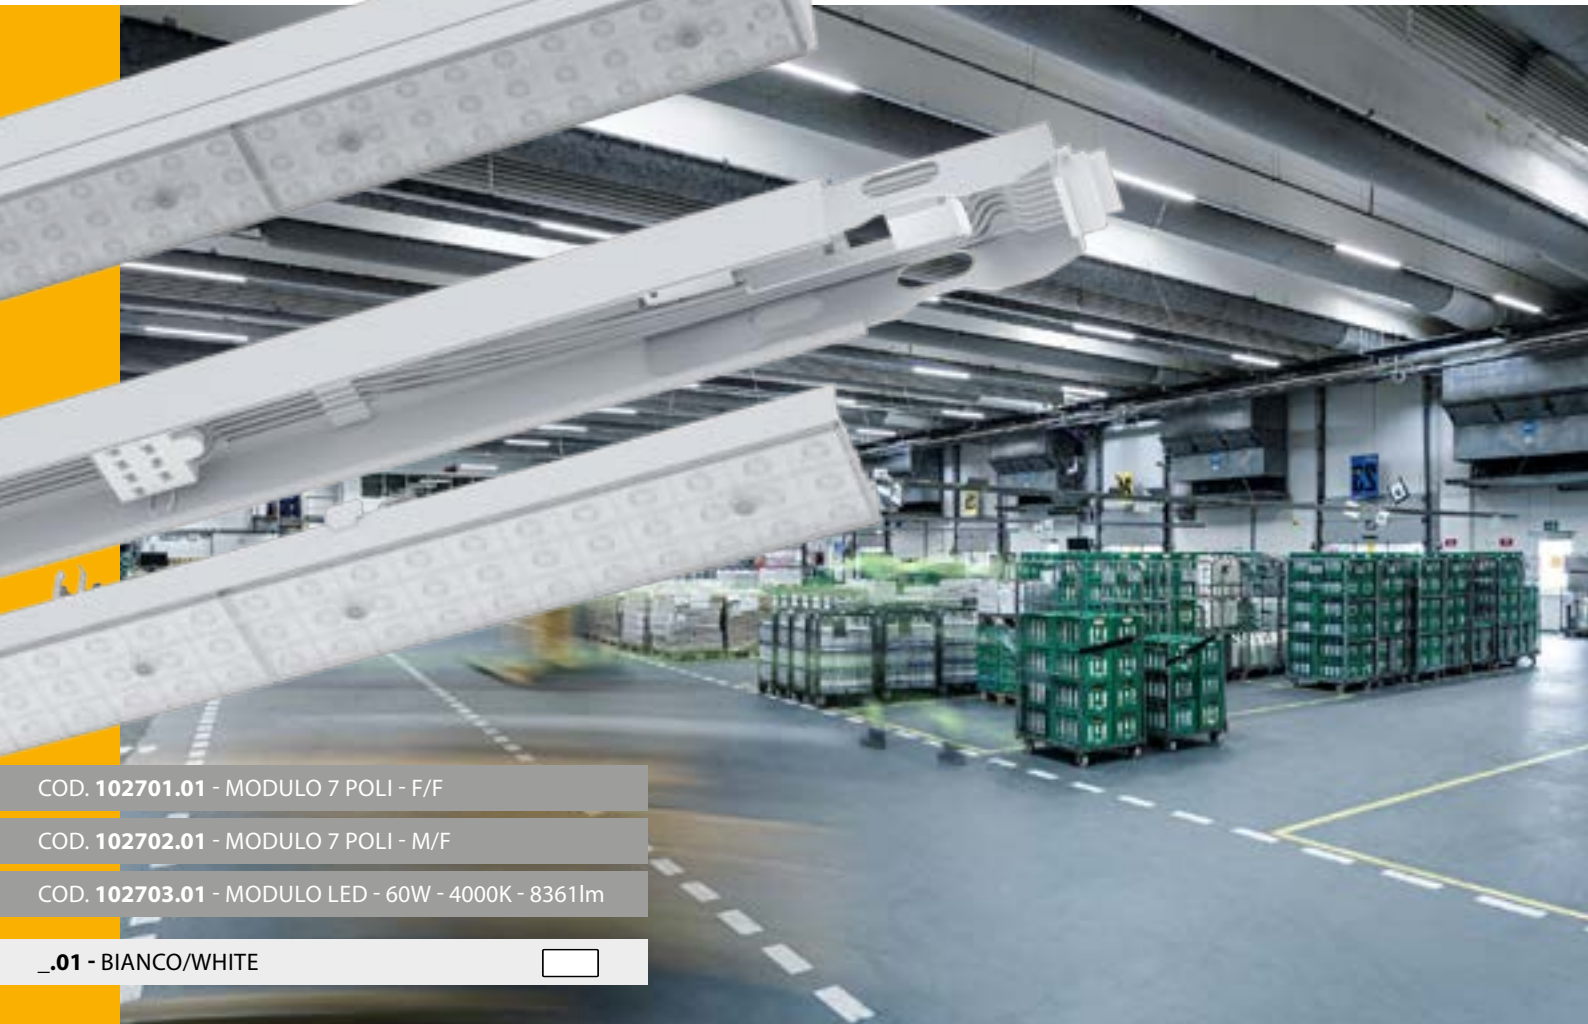 COD. 102701.01 - MODULO 7 POLI - F/F
COD. 102702.01 - MODULO 7 POLI - M/F
COD. 102703.01 - MODULO LED - 60W - 4000K - 8361lm
_.01 - BIANCO/WHITE